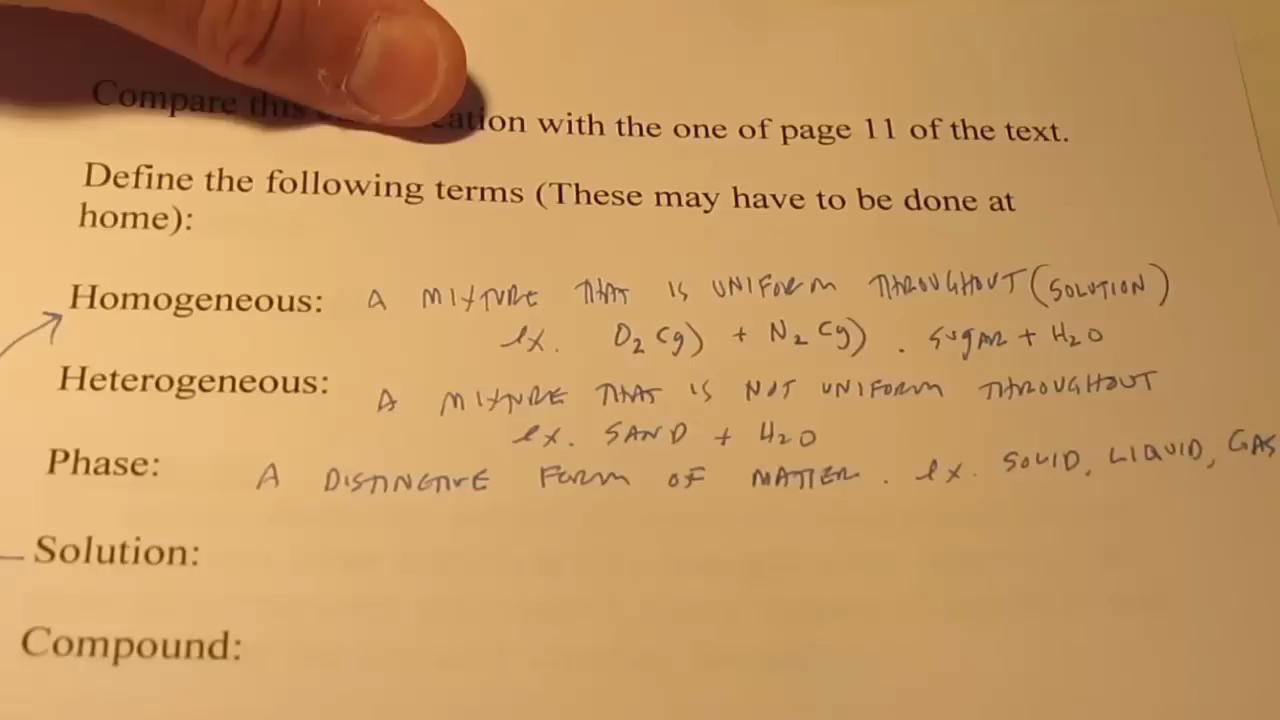 Compare this cation with the one of page 11 of the text.
Define the following terms (These may have to be done at
home):
Homogeneous: A MIXTURE THAT IS UNIFORM THROUGHOUT (SOLUTION)
ex. O₂(g) + N₂(g). SUGAR + H₂O
Heterogeneous: A MIXTURE THAT IS NOT UNIFORM THROUGHOUT
ex. SAND + H₂O
Phase: A DISTINCTIVE FORM OF MATTER. ex. SOLID, LIQUID, GAS
Solution:
Compound: